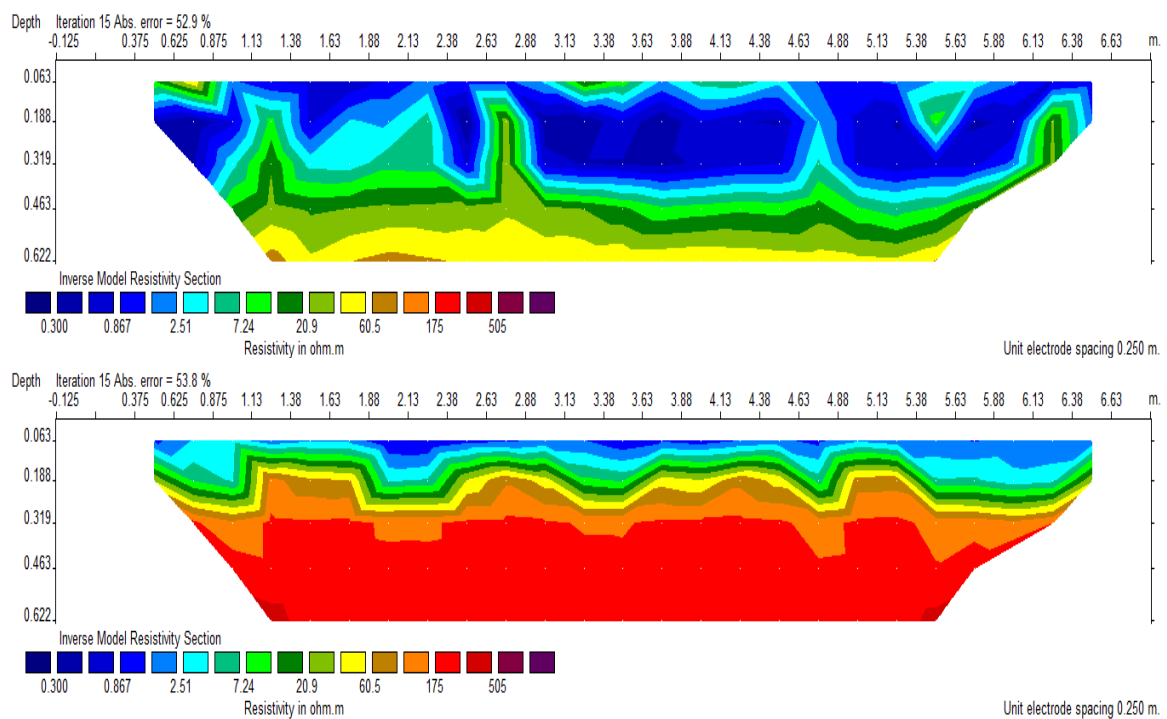 Depth Iteration 15 Abs. error = 52.9 %
-0.125 0.375 0.625 0.875 1.13 1.38 1.63 1.88 2.13 2.38 2.63 2.88 3.13 3.38 3.63 3.88 4.13 4.38 4.63 4.88 5.13 5.38 5.63 5.88 6.13 6.38 6.63 m.
0.063
0.188
0.319
0.463
0.622
Inverse Model Resistivity Section
0.300 0.867 2.51 7.24 20.9 60.5 175 505
Resistivity in ohm.m Unit electrode spacing 0.250 m.
Depth Iteration 15 Abs. error = 53.8 %
-0.125 0.375 0.625 0.875 1.13 1.38 1.63 1.88 2.13 2.38 2.63 2.88 3.13 3.38 3.63 3.88 4.13 4.38 4.63 4.88 5.13 5.38 5.63 5.88 6.13 6.38 6.63 m.
0.063
0.188
0.319
0.463
0.622
Inverse Model Resistivity Section
0.300 0.867 2.51 7.24 20.9 60.5 175 505
Resistivity in ohm.m Unit electrode spacing 0.250 m.